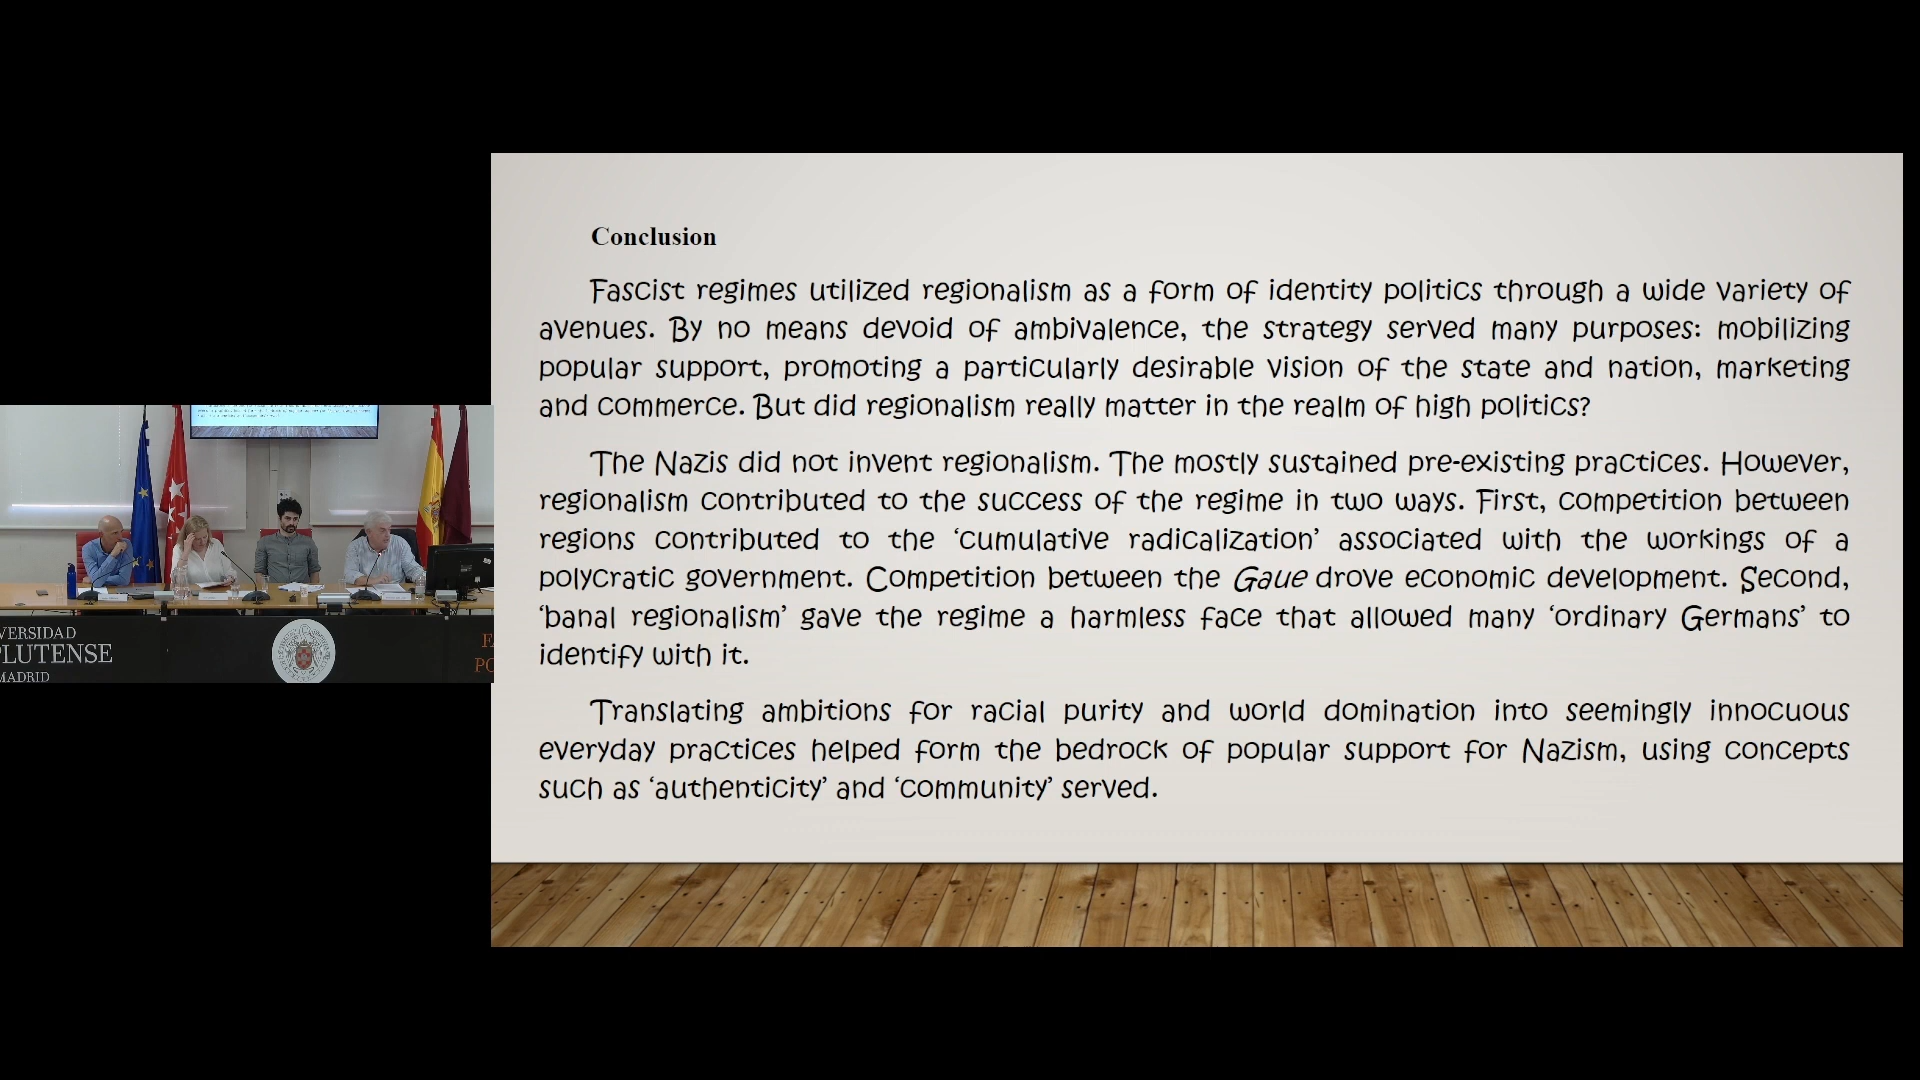 Conclusion
Fascist regimes utilized regionalism as a form of identity politics through a wide variety of
avenues. By no means devoid of ambivalence, the strategy served many purposes: mobilizing
popular support, promoting a particularly desirable vision of the state and nation, marketing
and commerce. But did regionalism really matter in the realm of high politics?
The Nazis did not invent regionalism. The mostly sustained pre-existing practices. However,
regionalism contributed to the success of the regime in two ways. First, competition between
regions contributed to the ‘cumulative radicalization’ associated with the workings of a
polycratic government. Competition between the Gaue drove economic development. Second,
‘banal regionalism’ gave the regime a harmless face that allowed many ‘ordinary Germans’ to
identify with it.
Translating ambitions for racial purity and world domination into seemingly innocuous
everyday practices helped form the bedrock of popular support for Nazism, using concepts
such as ‘authenticity’ and ‘community’ served.
VERSIDAD
PLUTENSE
MADRID
F
PO